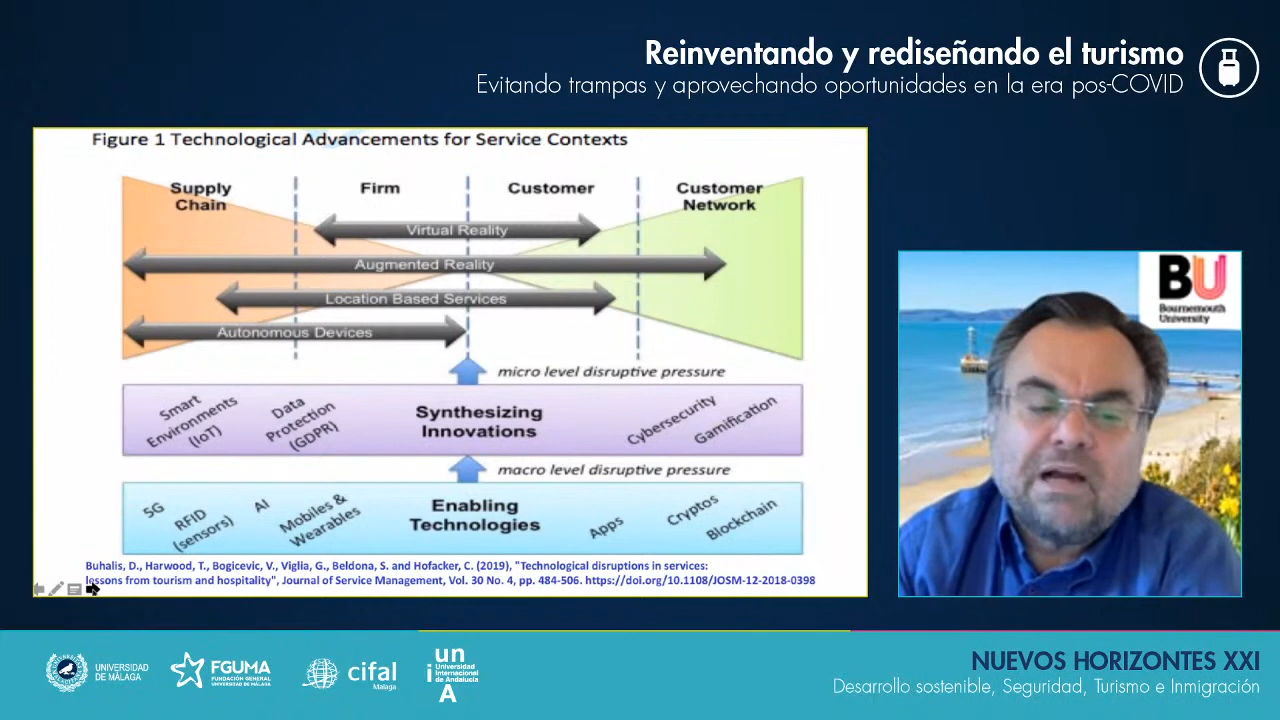 Reinventando y rediseñando el turismo
Evitando trampas y aprovechando oportunidades en la era pos-COVID
Figure 1 Technological Advancements for Service Contexts
Supply
Chain
Firm
Customer
Customer
Network
Virtual Reality
Augmented Reality
Location Based Services
Autonomous Devices
micro level disruptive pressure
Smart
Environments
(IoT)
Data
Protection
(GDPR)
Synthesizing
Innovations
Cybersecurity
Gamification
macro level disruptive pressure
5G
RFID
(sensors)
AI
Mobiles &
Wearables
Enabling
Technologies
Apps
Cryptos
Blockchain
Buhalis, D., Harwood, T., Bogicevic, V., Viglia, G., Beldona, S. and Hofacker, C. (2019), "Technological disruptions in services:
lessons from tourism and hospitality", Journal of Service Management, Vol. 30 No. 4, pp. 484-506. https://doi.org/10.1108/JOSM-12-2018-0398
BU
Bournemouth
University
UNIVERSIDAD
DE MÁLAGA
FGUMA
FUNDACIÓN GENERAL
UNIVERSIDAD DE MÁLAGA
cifal
Málaga
un
i
Universidad
Internacional
de Andalucía
A
NUEVOS HORIZONTES XXI
Desarrollo sostenible, Seguridad, Turismo e Inmigración